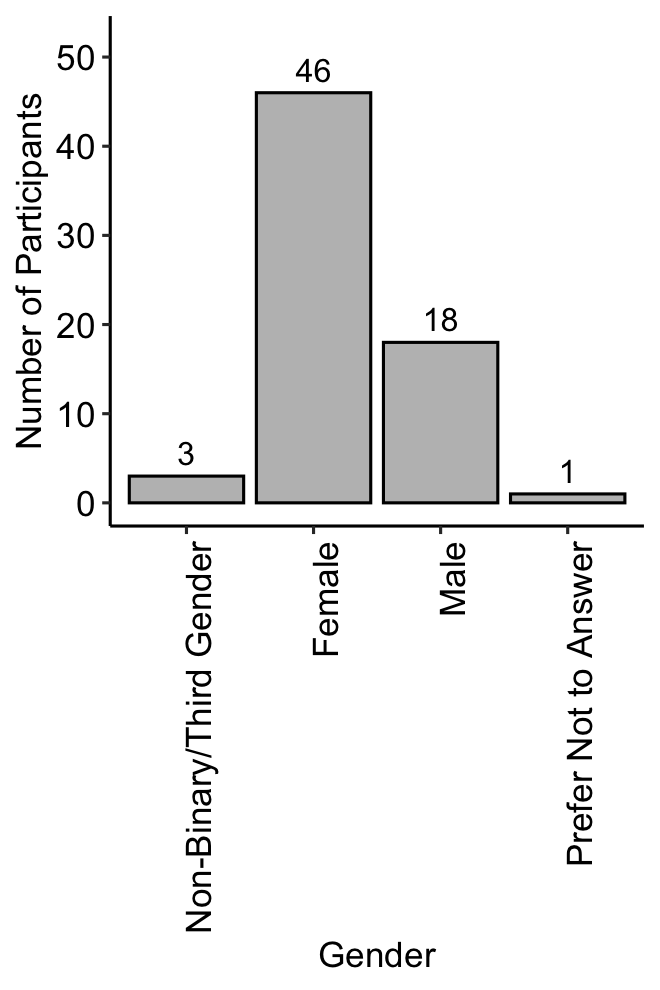 Number of Participants
50
40
30
20
10
0
3
46
18
1
Non-Binary/Third Gender
Female
Male
Prefer Not to Answer
Gender